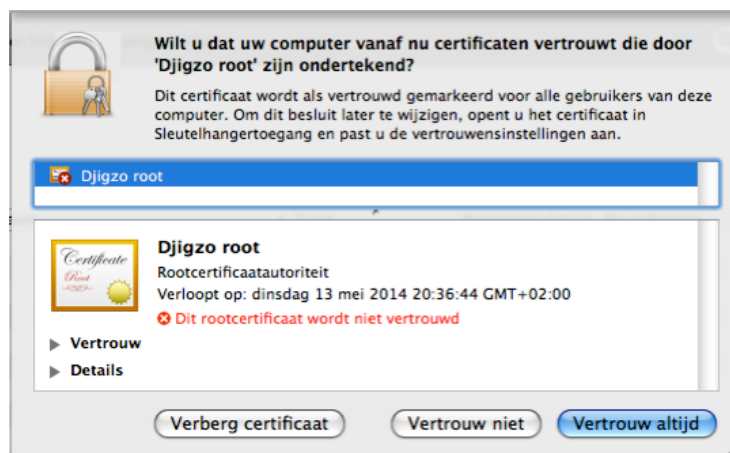 Wilt u dat uw computer vanaf nu certificaten vertrouwt die door
'Djigzo root' zijn ondertekend?
Dit certificaat wordt als vertrouwd gemarkeerd voor alle gebruikers van deze
computer. Om dit besluit later te wijzigen, opent u het certificaat in
Sleutelhangertoegang en past u de vertrouwensinstellingen aan.
Djigzo root
Certificate
Root
Djigzo root
Rootcertificaatautoriteit
Verloopt op: dinsdag 13 mei 2014 20:36:44 GMT+02:00
Dit rootcertificaat wordt niet vertrouwd
Vertrouw
Details
Verberg certificaat
Vertrouw niet
Vertrouw altijd